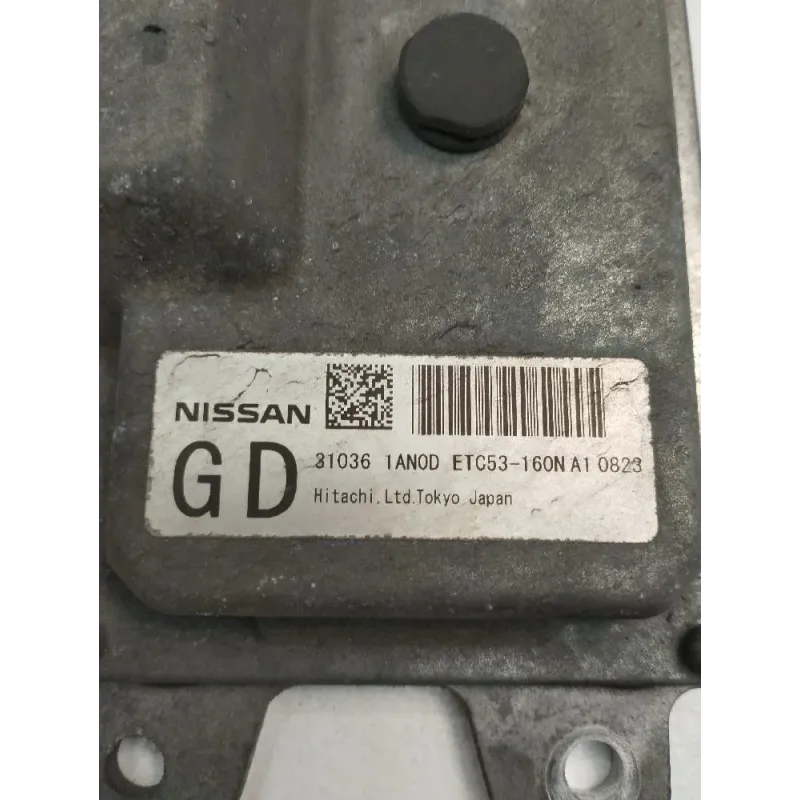 NISSAN
GD
31036 1AN0D ETC53-160N A1 0823
Hitachi.Ltd.Tokyo Japan